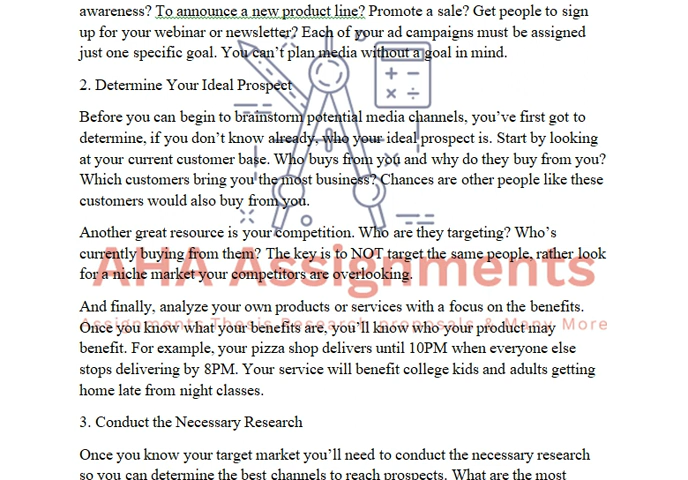 awareness? To announce a new product line? Promote a sale? Get people to sign
up for your webinar or newsletter? Each of your ad campaigns must be assigned
just one specific goal. You can’t plan media without a goal in mind.
2. Determine Your Ideal Prospect
Before you can begin to brainstorm potential media channels, you’ve first got to
determine, if you don’t know already, who your ideal prospect is. Start by looking
at your current customer base. Who buys from you and why do they buy from you?
Which customers bring you the most business? Chances are other people like these
customers would also buy from you.
Another great resource is your competition. Who are they targeting? Who’s
currently buying from them? The key is to NOT target the same people, rather look
for a niche market your competitors are overlooking.
AHA Assignments
And finally, analyze your own products or services with a focus on the benefits.
Assignments, Thesis, Research proposals & Many More
Once you know what your benefits are, you’ll know who your product may
benefit. For example, your pizza shop delivers until 10PM when everyone else
stops delivering by 8PM. Your service will benefit college kids and adults getting
home late from night classes.
3. Conduct the Necessary Research
Once you know your target market you’ll need to conduct the necessary research
so you can determine the best channels to reach prospects. What are the most